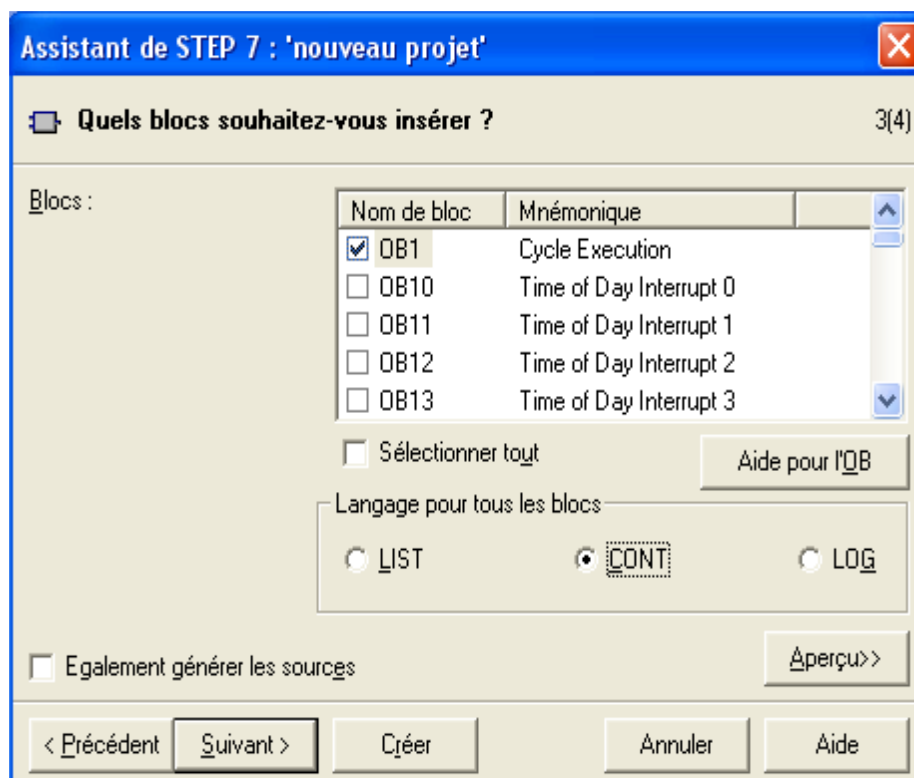 Assistant de STEP 7 : 'nouveau projet'
Quels blocs souhaitez-vous insérer ?
3(4)
Blocs :
Nom de bloc Mnémonique
OB1 Cycle Execution
OB10 Time of Day Interrupt 0
OB11 Time of Day Interrupt 1
OB12 Time of Day Interrupt 2
OB13 Time of Day Interrupt 3
Sélectionner tout
Aide pour l'OB
Langage pour tous les blocs
LIST CONT LOG
Egalement générer les sources
Aperçu>>
< Précédent Suivant > Créer Annuler Aide